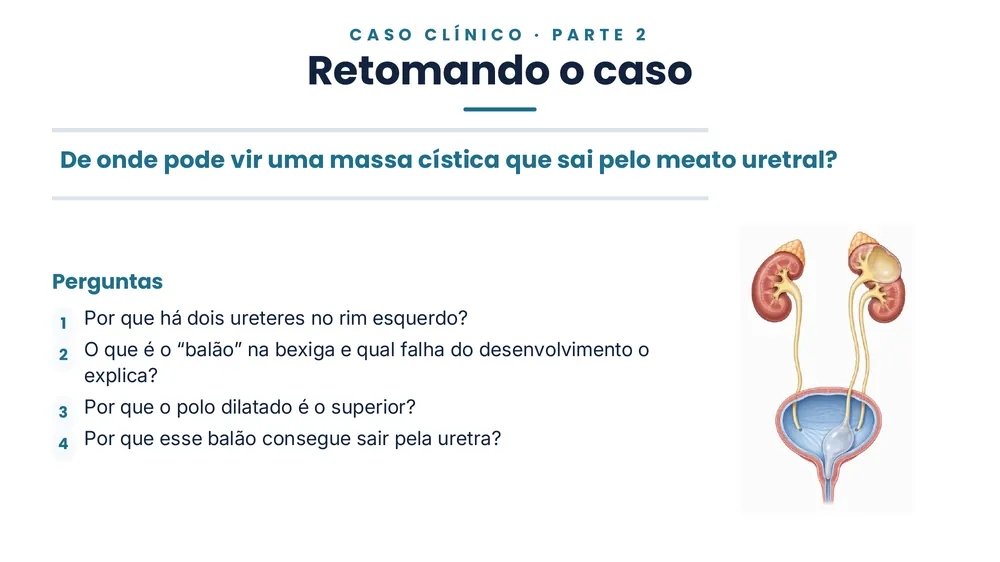 CASO CLÍNICO · PARTE 2
Retomando o caso
De onde pode vir uma massa cística que sai pelo meato uretral?
Perguntas
1 Por que há dois ureteres no rim esquerdo?
2 O que é o “balão” na bexiga e qual falha do desenvolvimento o
explica?
3 Por que o polo dilatado é o superior?
4 Por que esse balão consegue sair pela uretra?